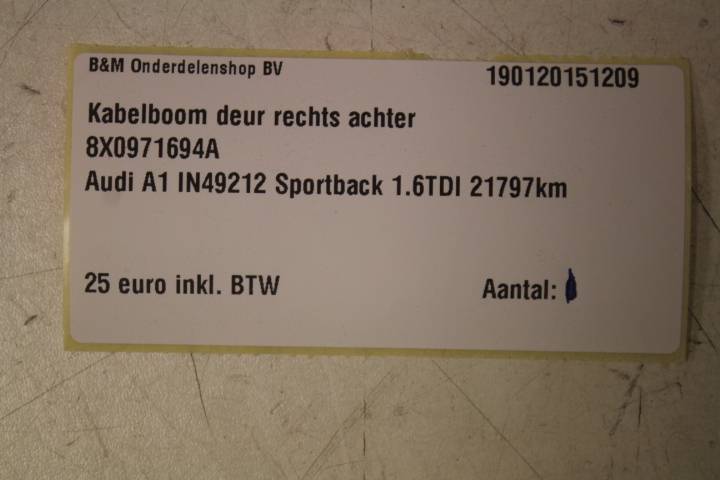 B&M Onderdelenshop BV 190120151209
Kabelboom deur rechts achter
8X0971694A
Audi A1 IN49212 Sportback 1.6TDI 21797km
25 euro inkl. BTW Aantal: